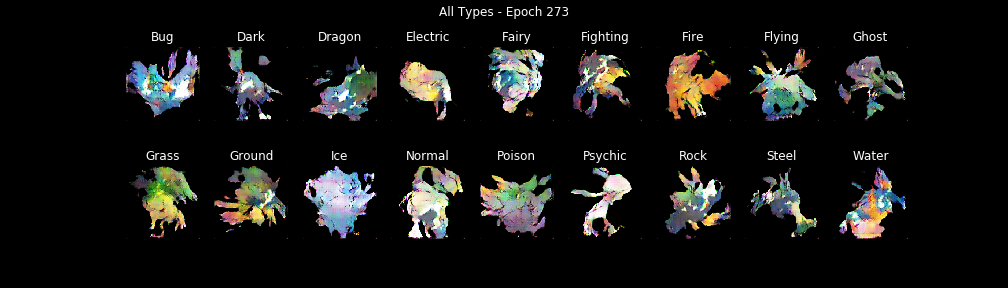 All Types - Epoch 273
Bug Dark Dragon Electric Fairy Fighting Fire Flying Ghost
Grass Ground Ice Normal Poison Psychic Rock Steel Water